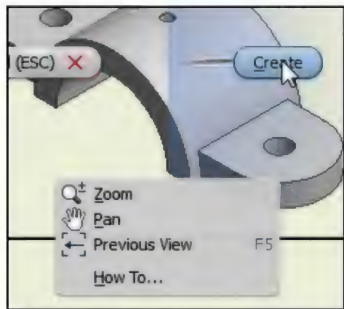 (ESC)
Create
Zoom
Pan
Previous View F5
How To...